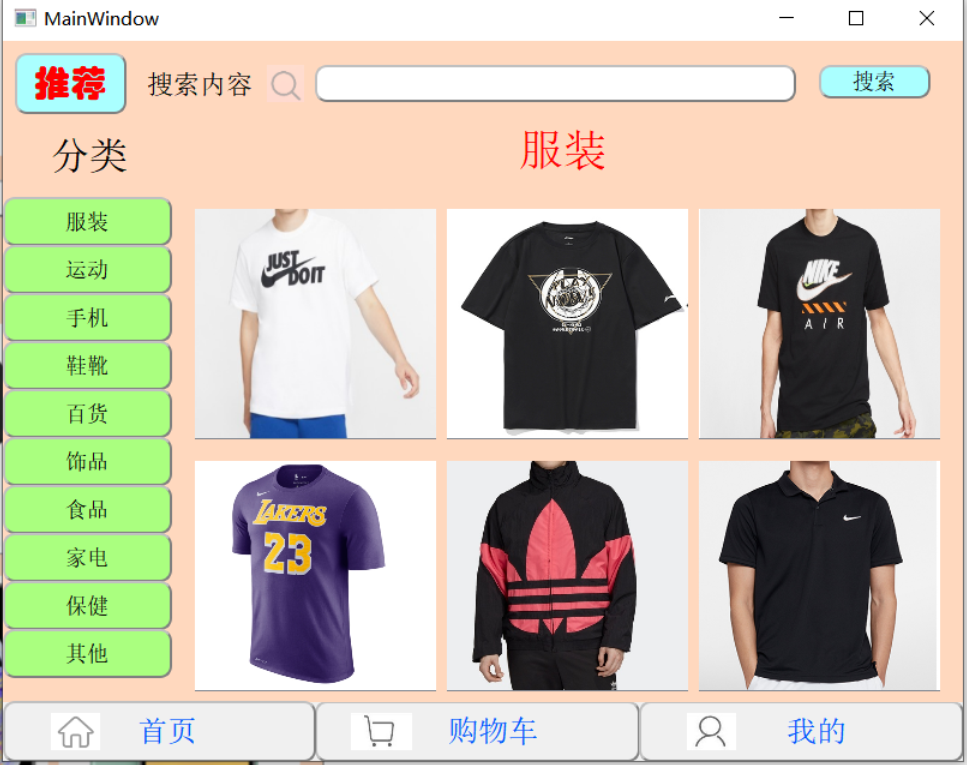 MainWindow
推荐 搜索内容 搜索
分类
服装
服装
运动
手机
鞋靴
百货
饰品
食品
家电
保健
其他
JUST
DO IT
NIKE
AIR
LAKERS
23
首页 购物车 我的